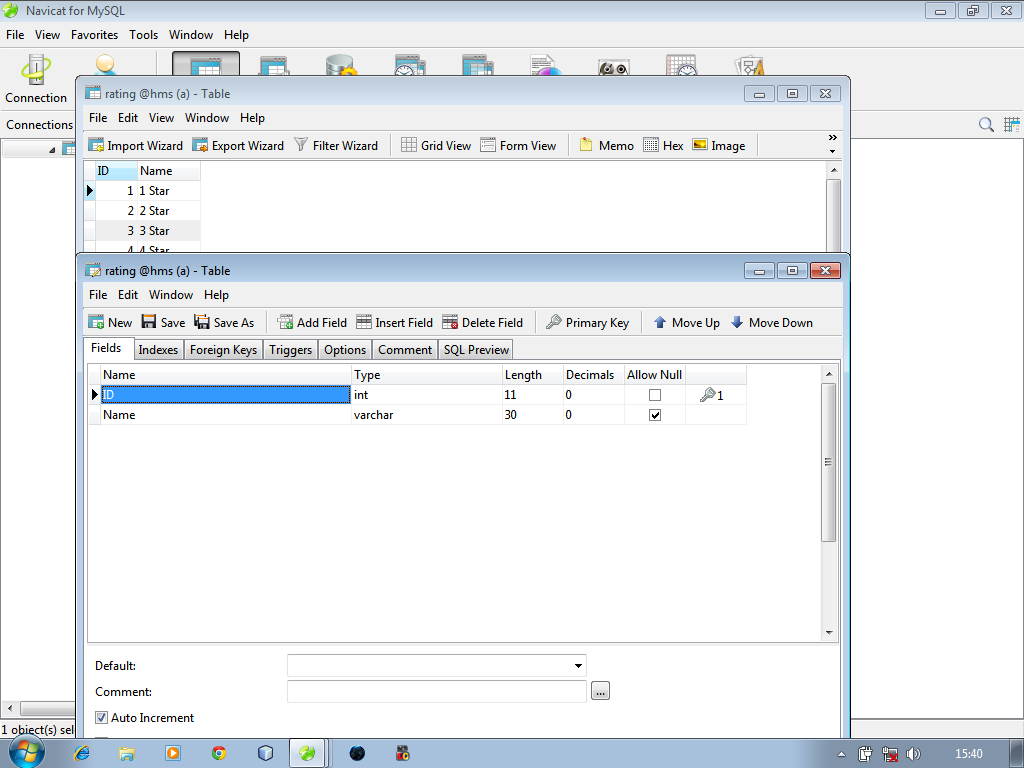 Navicat for MySQL
File View Favorites Tools Window Help
Connection
Connections
rating @hms (a) - Table
File Edit View Window Help
Import Wizard Export Wizard Filter Wizard Grid View Form View Memo Hex Image »
ID Name
1 1 Star
2 2 Star
3 3 Star
4 4 Star
rating @hms (a) - Table
File Edit Window Help
New Save Save As Add Field Insert Field Delete Field Primary Key Move Up Move Down
Fields Indexes Foreign Keys Triggers Options Comment SQL Preview
Name Type Length Decimals Allow Null
ID int 11 0 1
Name varchar 30 0
Default:
Comment: ...
Auto Increment
1 object(s) sel
15:40